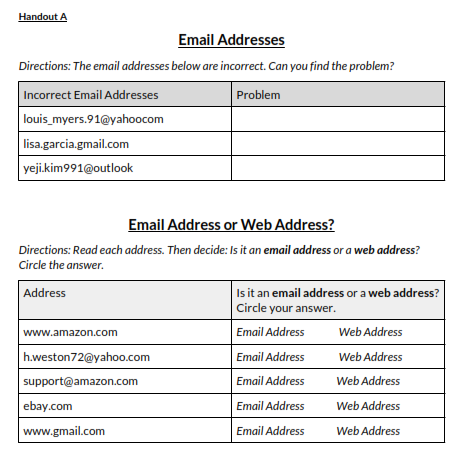 Handout A
Email Addresses
Directions: The email addresses below are incorrect. Can you find the problem?
Incorrect Email Addresses Problem
louis_myers.91@yahoocom
lisa.garcia.gmail.com
yeji.kim991@outlook
Email Address or Web Address?
Directions: Read each address. Then decide: Is it an email address or a web address?
Circle the answer.
Address Is it an email address or a web address?
Circle your answer.
www.amazon.com Email Address Web Address
h.weston72@yahoo.com Email Address Web Address
support@amazon.com Email Address Web Address
ebay.com Email Address Web Address
www.gmail.com Email Address Web Address